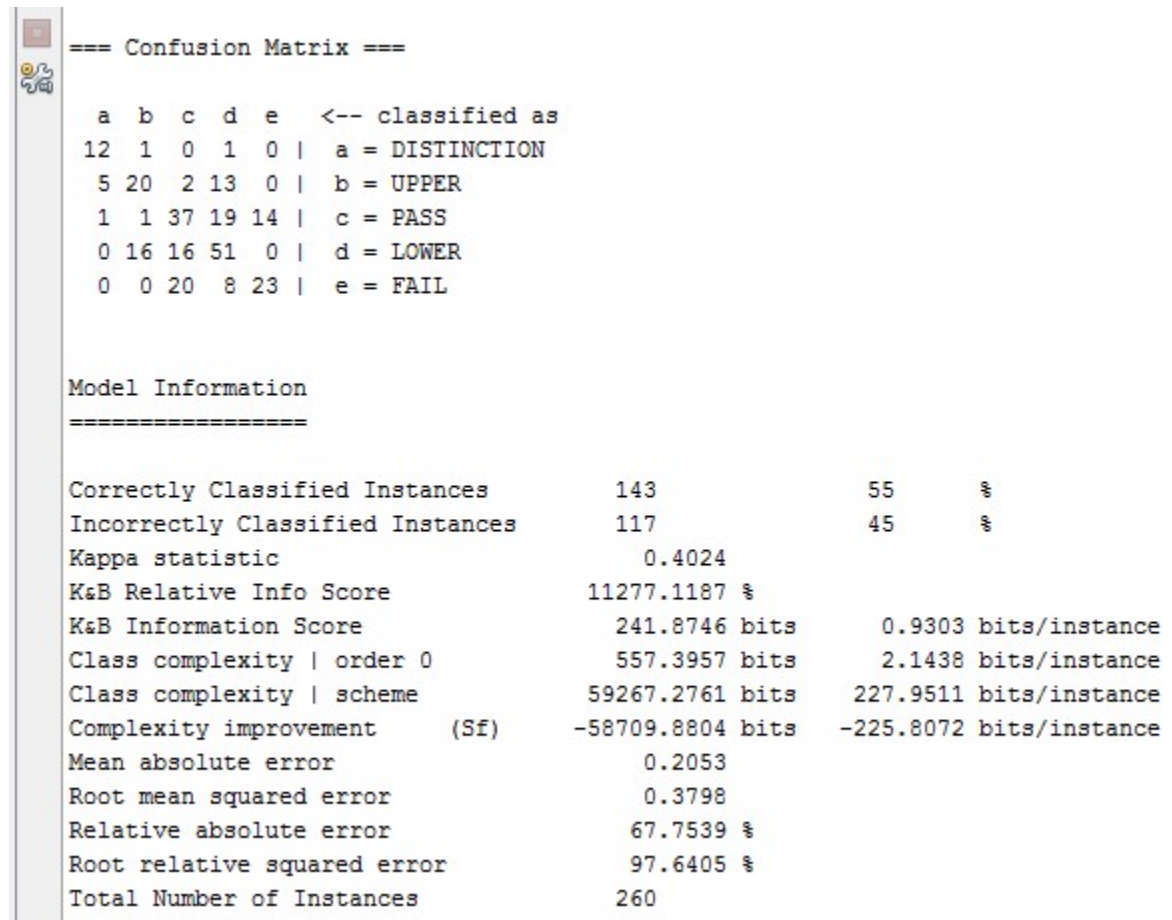 === Confusion Matrix ===
a b c d e <-- classified as
12 1 0 1 0 | a = DISTINCTION
5 20 2 13 0 | b = UPPER
1 1 37 19 14 | c = PASS
0 16 16 51 0 | d = LOWER
0 0 20 8 23 | e = FAIL
Model Information
=================
Correctly Classified Instances 143 55 %
Incorrectly Classified Instances 117 45 %
Kappa statistic 0.4024
K&B Relative Info Score 11277.1187 %
K&B Information Score 241.8746 bits 0.9303 bits/instance
Class complexity | order 0 557.3957 bits 2.1438 bits/instance
Class complexity | scheme 59267.2761 bits 227.9511 bits/instance
Complexity improvement (Sf) -58709.8804 bits -225.8072 bits/instance
Mean absolute error 0.2053
Root mean squared error 0.3798
Relative absolute error 67.7539 %
Root relative squared error 97.6405 %
Total Number of Instances 260